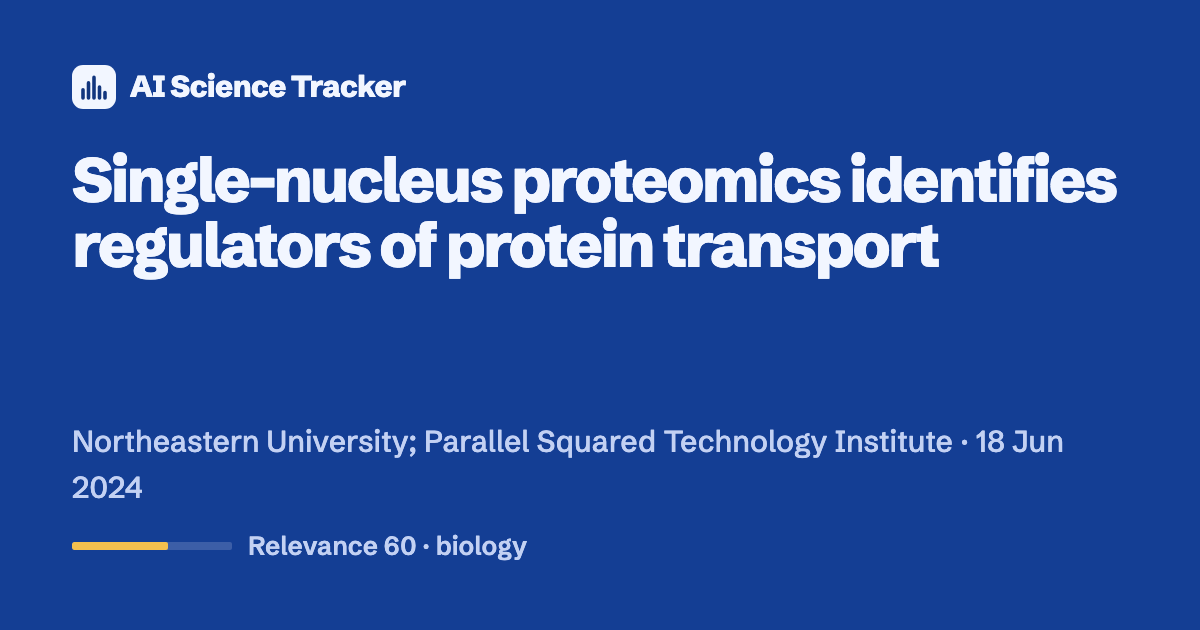 AI Science Tracker
Single-nucleus proteomics identifies
regulators of protein transport
Northeastern University; Parallel Squared Technology Institute · 18 Jun
2024
Relevance 60 · biology